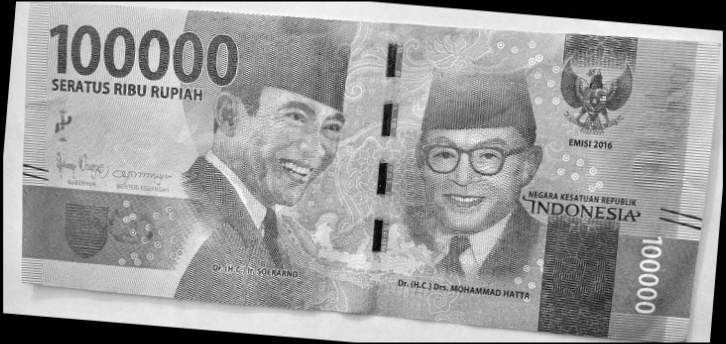 100000
SERATUS RIBU RUPIAH
GUBERNUR
MENTERI KEUANGAN
EMISI 2016
NEGARA KESATUAN REPUBLIK
INDONESIA
Dr. (H.C.) Ir. SOEKARNO
Dr. (H.C.) Drs. MOHAMMAD HATTA
100000